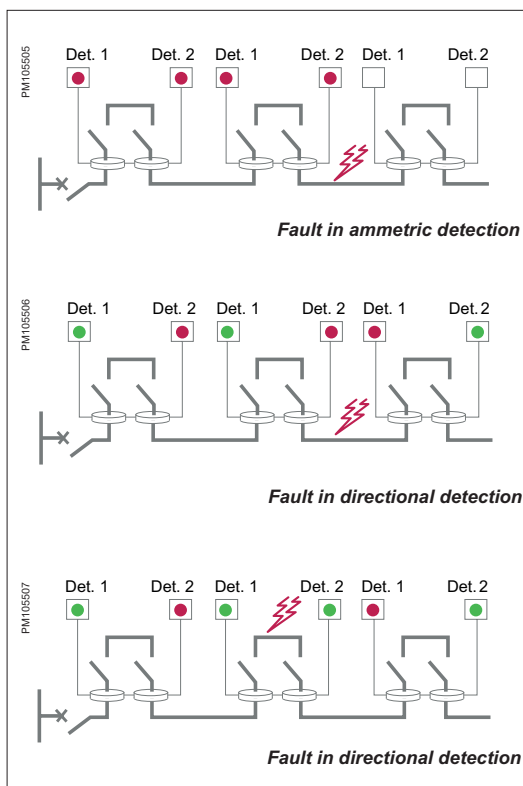 PM105505
Det. 1 Det. 2 Det. 1 Det. 2 Det. 1 Det. 2
Fault in ammetric detection
PM105506
Det. 1 Det. 2 Det. 1 Det. 2 Det. 1 Det. 2
Fault in directional detection
PM105507
Det. 1 Det. 2 Det. 1 Det. 2 Det. 1 Det. 2
Fault in directional detection